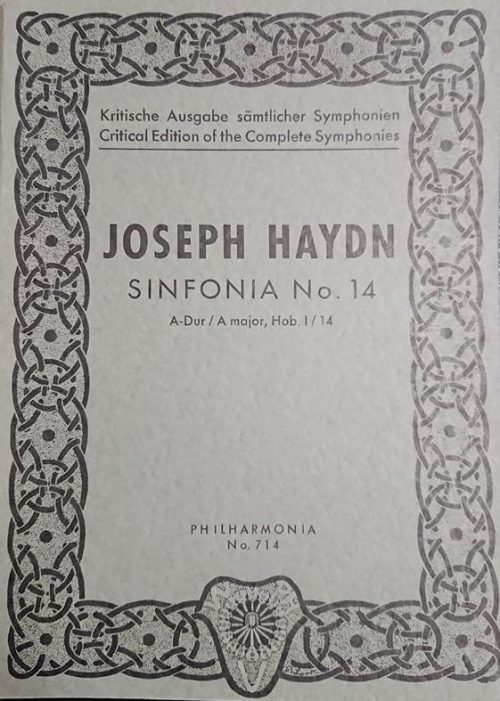 Kritische Ausgabe sämtlicher Symphonien
Critical Edition of the Complete Symphonies
JOSEPH HAYDN
SINFONIA No. 14
A-Dur / A major, Hob. I / 14
PHILHARMONIA
No. 714